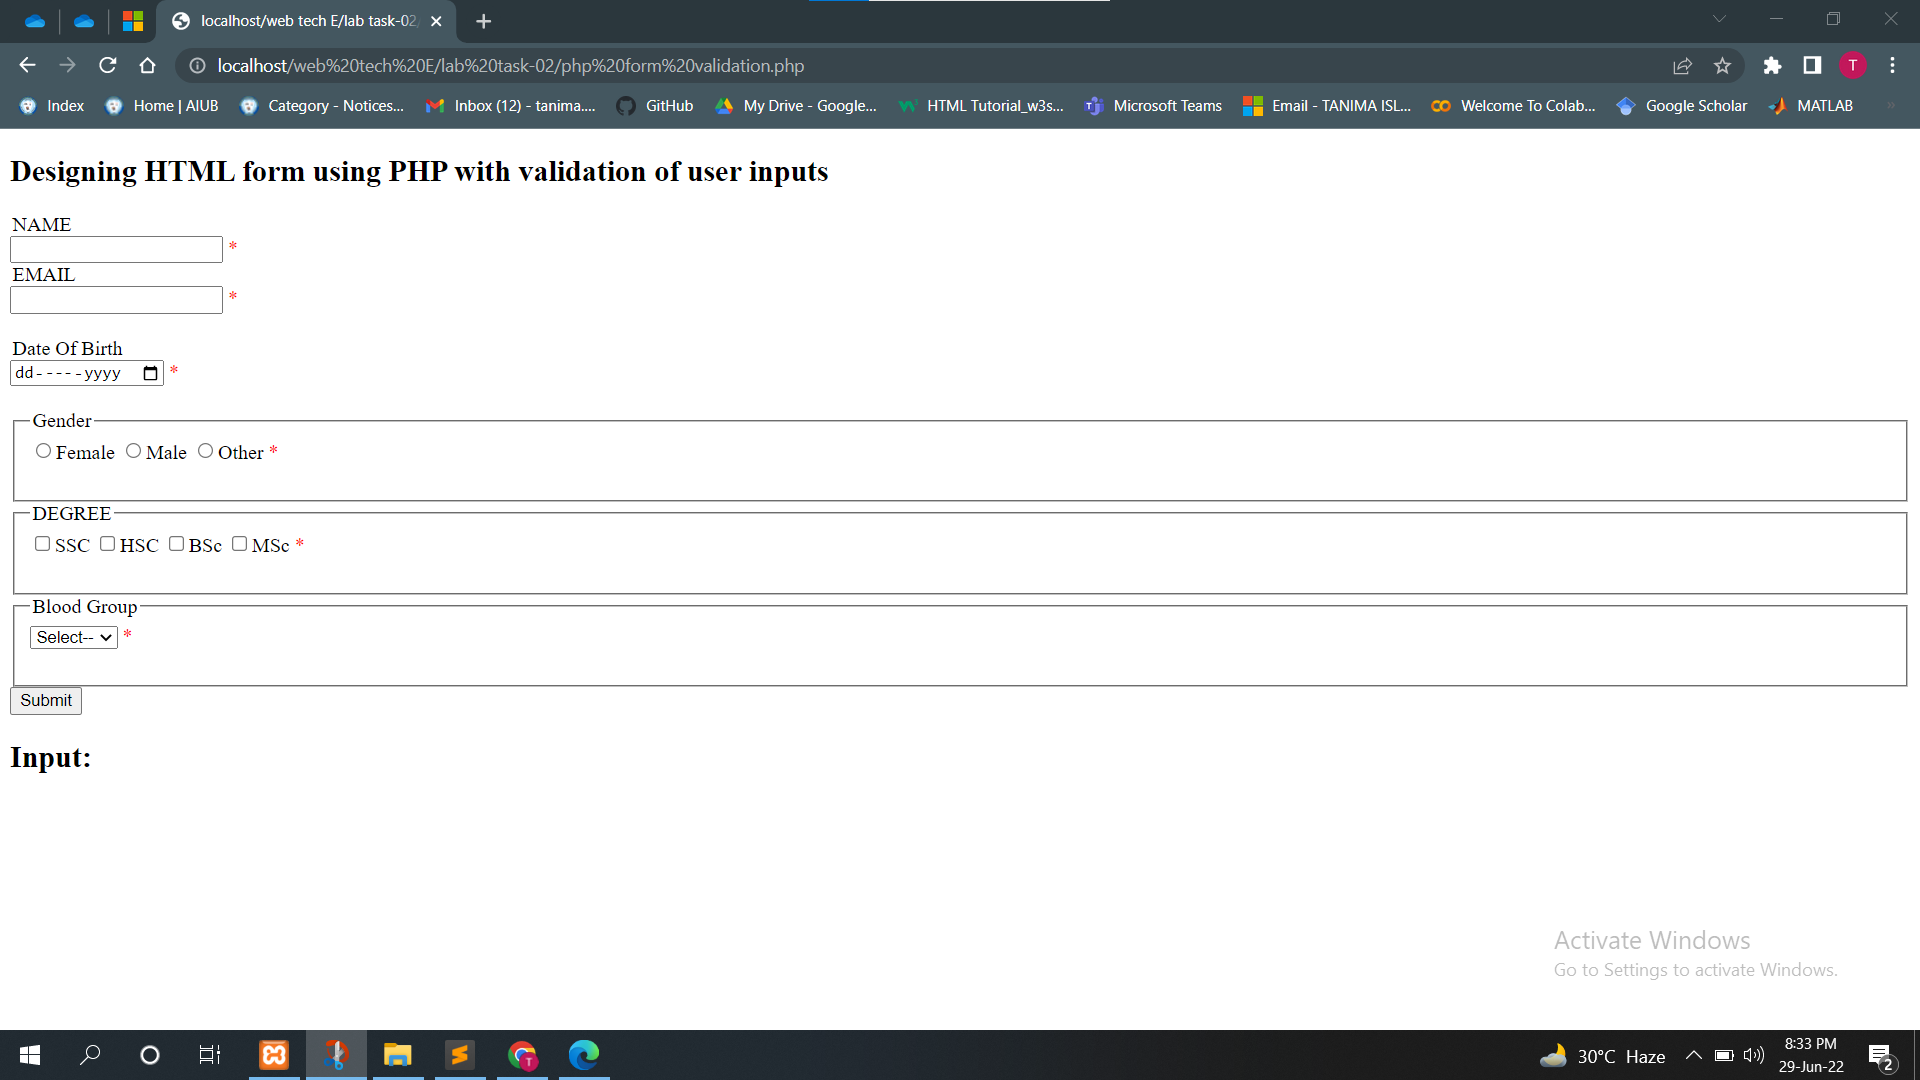 localhost/web tech E/lab task-02
localhost/web%20tech%20E/lab%20task-02/php%20form%20validation.php
T
Index Home | AIUB Category - Notices... Inbox (12) - tanima.... GitHub My Drive - Google... HTML Tutorial_w3s... Microsoft Teams Email - TANIMA ISL... Welcome To Colab... Google Scholar MATLAB »
Designing HTML form using PHP with validation of user inputs
NAME
*
EMAIL
*
Date Of Birth
dd-----yyyy *
Gender
Female Male Other *
DEGREE
SSC HSC BSc MSc *
Blood Group
Select-- *
Submit
Input:
Activate Windows
Go to Settings to activate Windows.
T
30°C Haze
8:33 PM
29-Jun-22
2